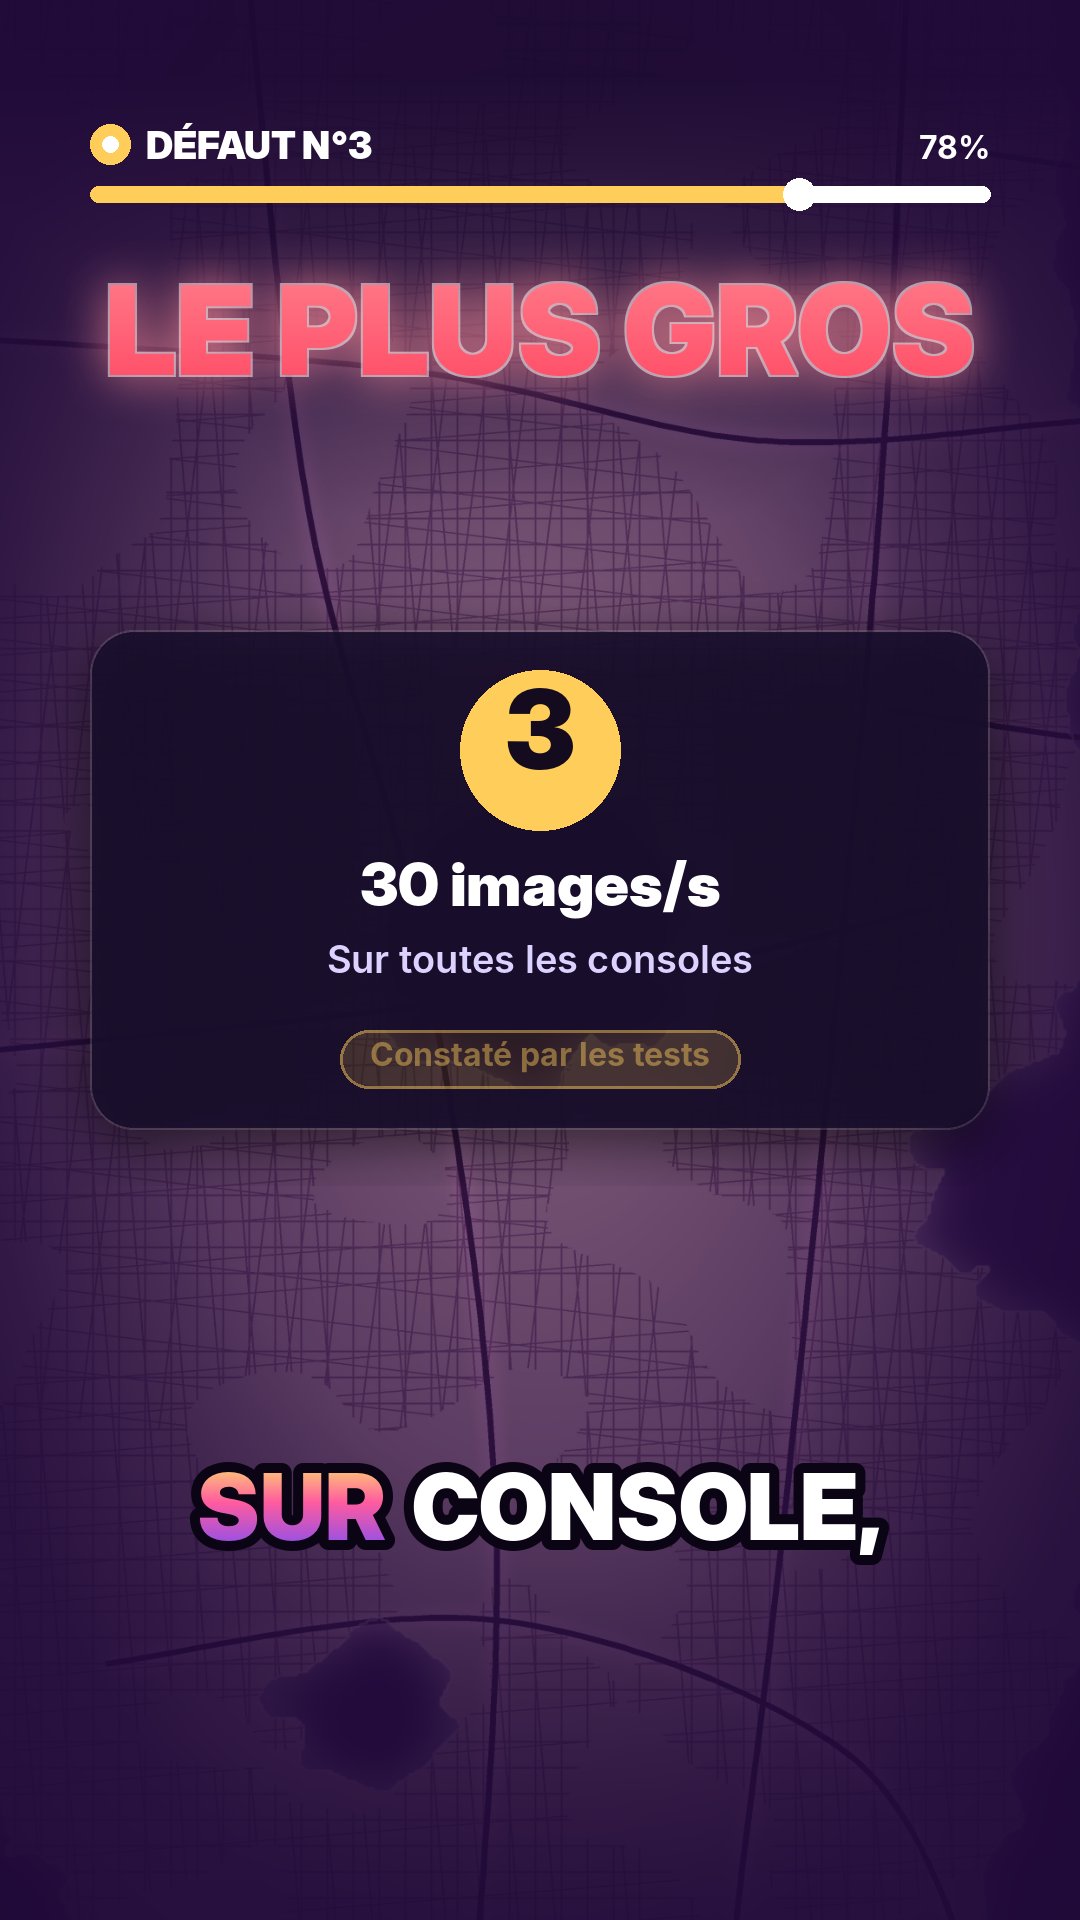 DÉFAUT N°3
78%
LE PLUS GROS
3
30 images/s
Sur toutes les consoles
Constaté par les tests
SUR CONSOLE,